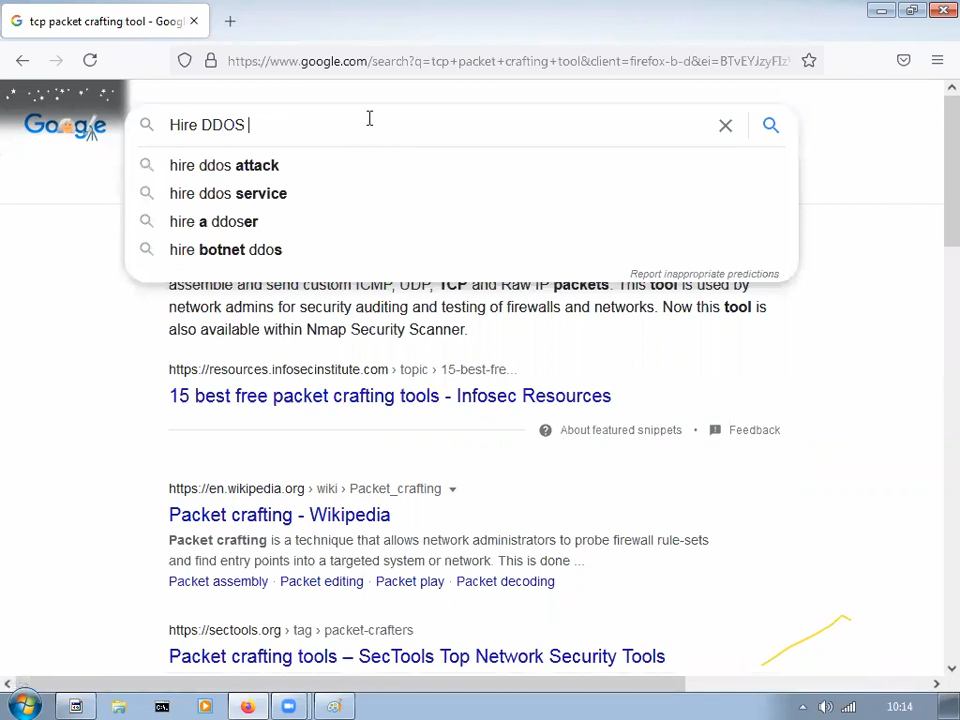 tcp packet crafting tool - Goog
https://www.google.com/search?q=tcp+packet+crafting+tool&client=firefox-b-d&ei=BTvEYJzyFIz
Google
Hire DDOS
hire ddos attack
hire ddos service
hire a ddoser
hire botnet ddos
Report inappropriate predictions
assemble and send custom ICMP, UDP, TCP and Raw IP packets. This tool is used by
network admins for security auditing and testing of firewalls and networks. Now this tool is
also available within Nmap Security Scanner.
https://resources.infosecinstitute.com › topic › 15-best-fre...
15 best free packet crafting tools - Infosec Resources
About featured snippets • Feedback
https://en.wikipedia.org › wiki › Packet_crafting
Packet crafting - Wikipedia
Packet crafting is a technique that allows network administrators to probe firewall rule-sets
and find entry points into a targeted system or network. This is done ...
Packet assembly · Packet editing · Packet play · Packet decoding
https://sectools.org › tag › packet-crafters
Packet crafting tools – SecTools Top Network Security Tools
10:14